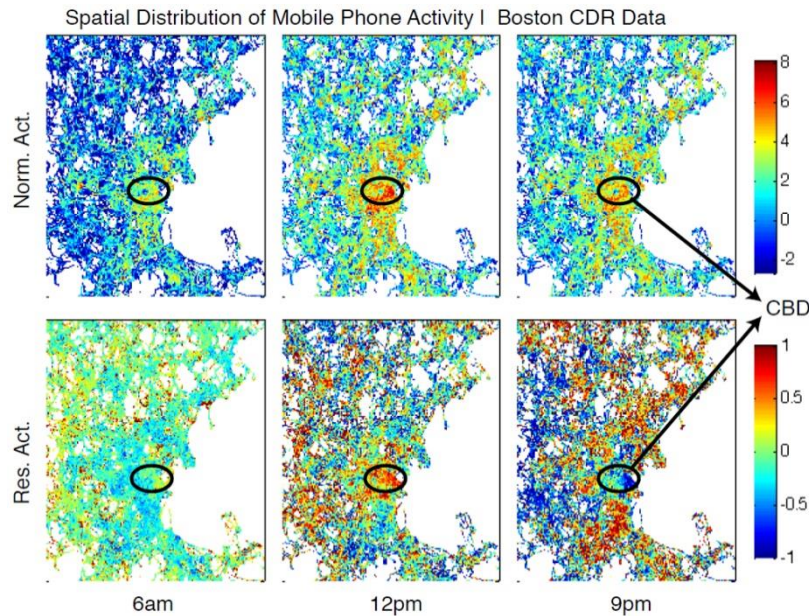 Spatial Distribution of Mobile Phone Activity | Boston CDR Data
Norm. Act.
8
6
4
2
0
-2
CBD
Res. Act.
1
0.5
0
-0.5
-1
6am
12pm
9pm